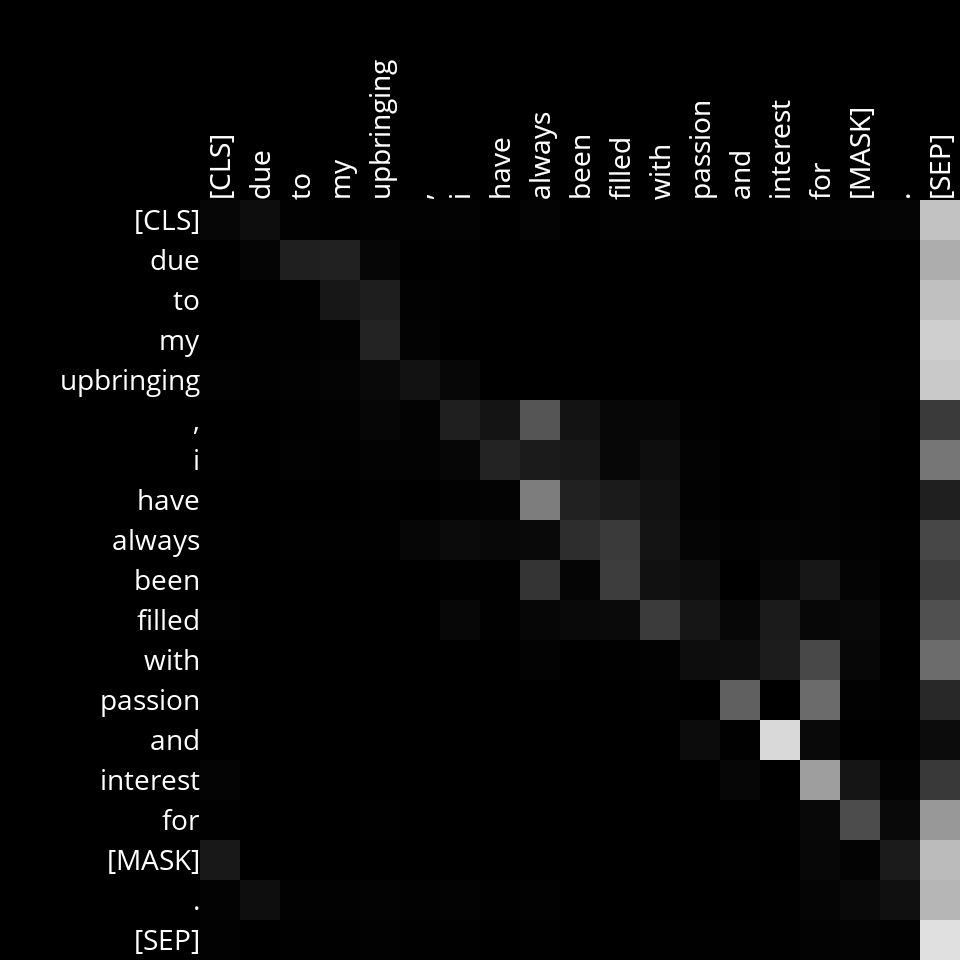 [CLS] due to my upbringing , i have always been filled with passion and interest for [MASK] . [SEP]
[CLS]
due
to
my
upbringing
,
i
have
always
been
filled
with
passion
and
interest
for
[MASK]
.
[SEP]